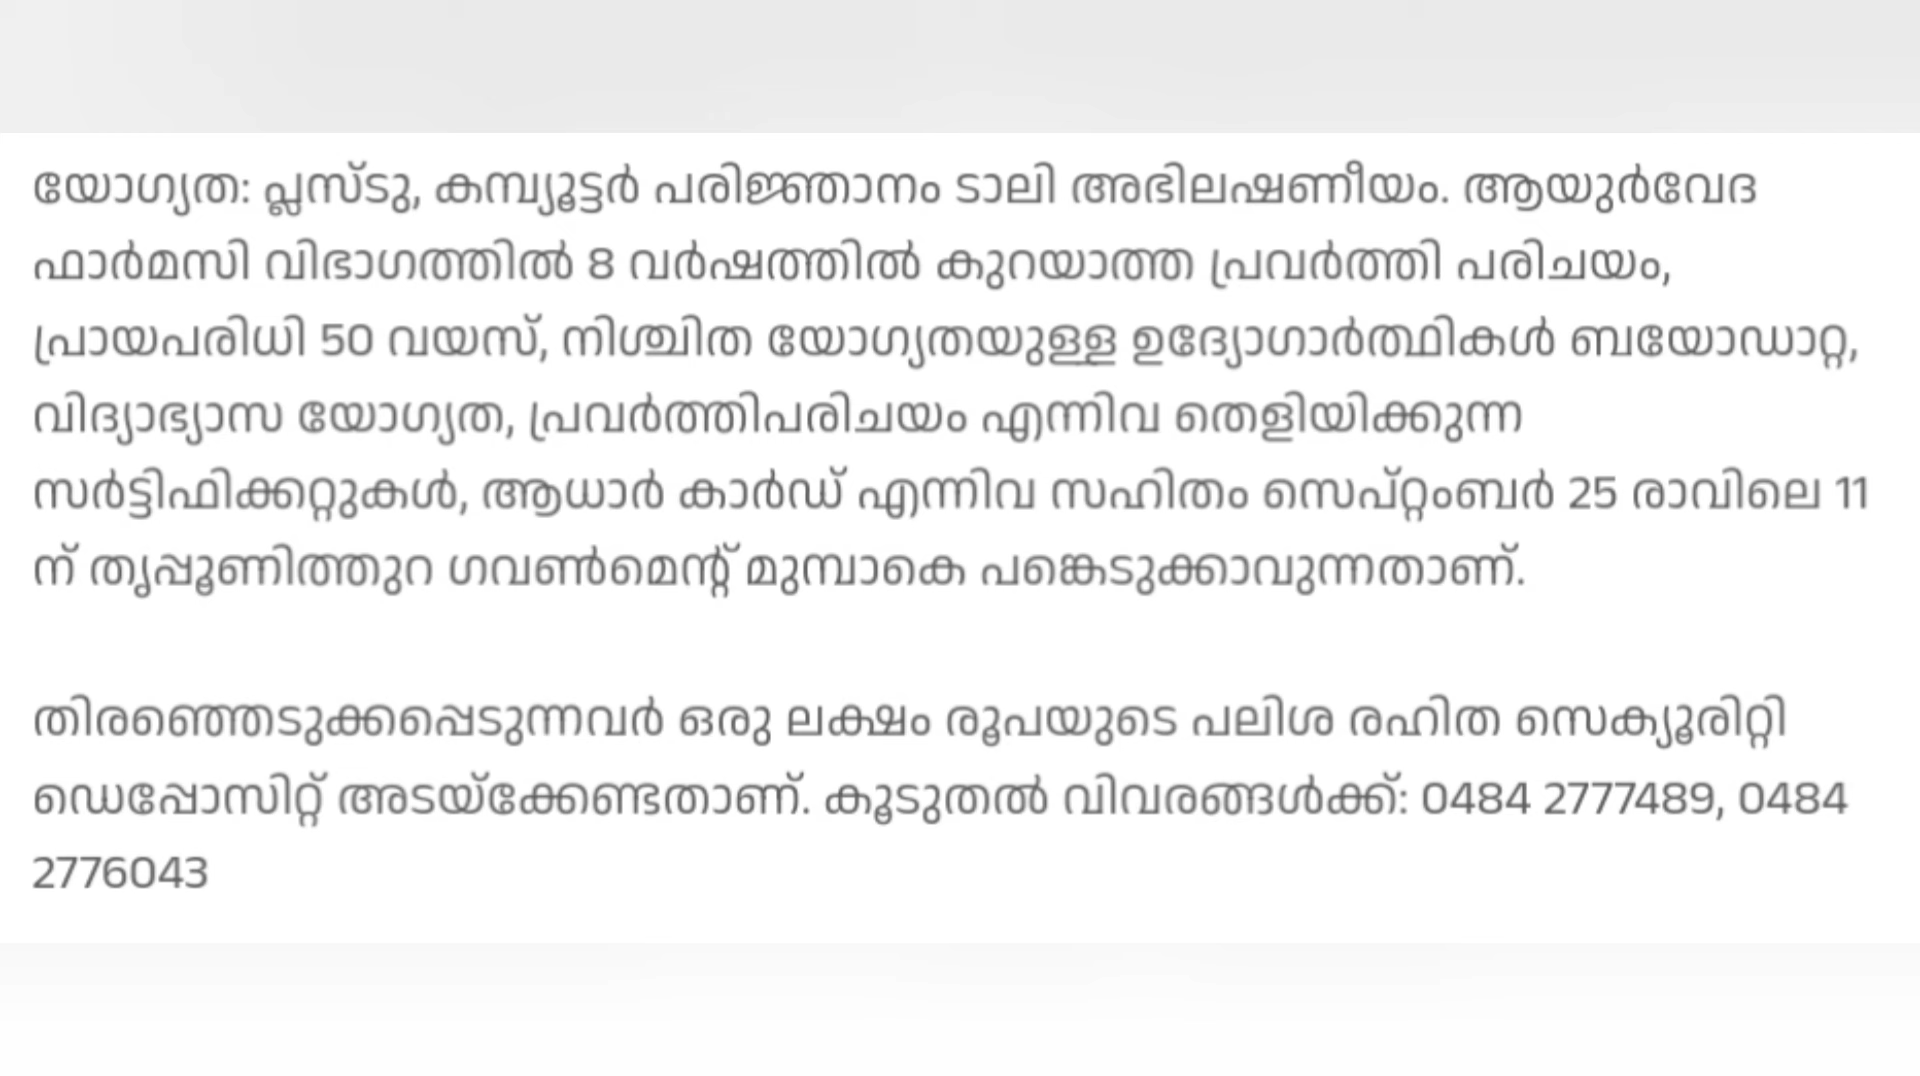 യോഗ്യത: പ്ലസ്ടു, കമ്പ്യൂട്ടർ പരിജ്ഞാനം ടാലി അഭിലഷണീയം. ആയുർവേദ
ഫാർമസി വിഭാഗത്തിൽ 8 വർഷത്തിൽ കുറയാത്ത പ്രവർത്തി പരിചയം,
പ്രായപരിധി 50 വയസ്, നിശ്ചിത യോഗ്യതയുള്ള ഉദ്യോഗാർത്ഥികൾ ബയോഡാറ്റ,
വിദ്യാഭ്യാസ യോഗ്യത, പ്രവർത്തിപരിചയം എന്നിവ തെളിയിക്കുന്ന
സർട്ടിഫിക്കറ്റുകൾ, ആധാർ കാർഡ് എന്നിവ സഹിതം സെപ്റ്റംബർ 25 രാവിലെ 11
ന് തൃപ്പൂണിത്തുറ ഗവൺമെന്റ് മുമ്പാകെ പങ്കെടുക്കാവുന്നതാണ്.
തിരഞ്ഞെടുക്കപ്പെടുന്നവർ ഒരു ലക്ഷം രൂപയുടെ പലിശ രഹിത സെക്യൂരിറ്റി
ഡെപ്പോസിറ്റ് അടയ്ക്കേണ്ടതാണ്. കൂടുതൽ വിവരങ്ങൾക്ക്: 0484 2777489, 0484
2776043